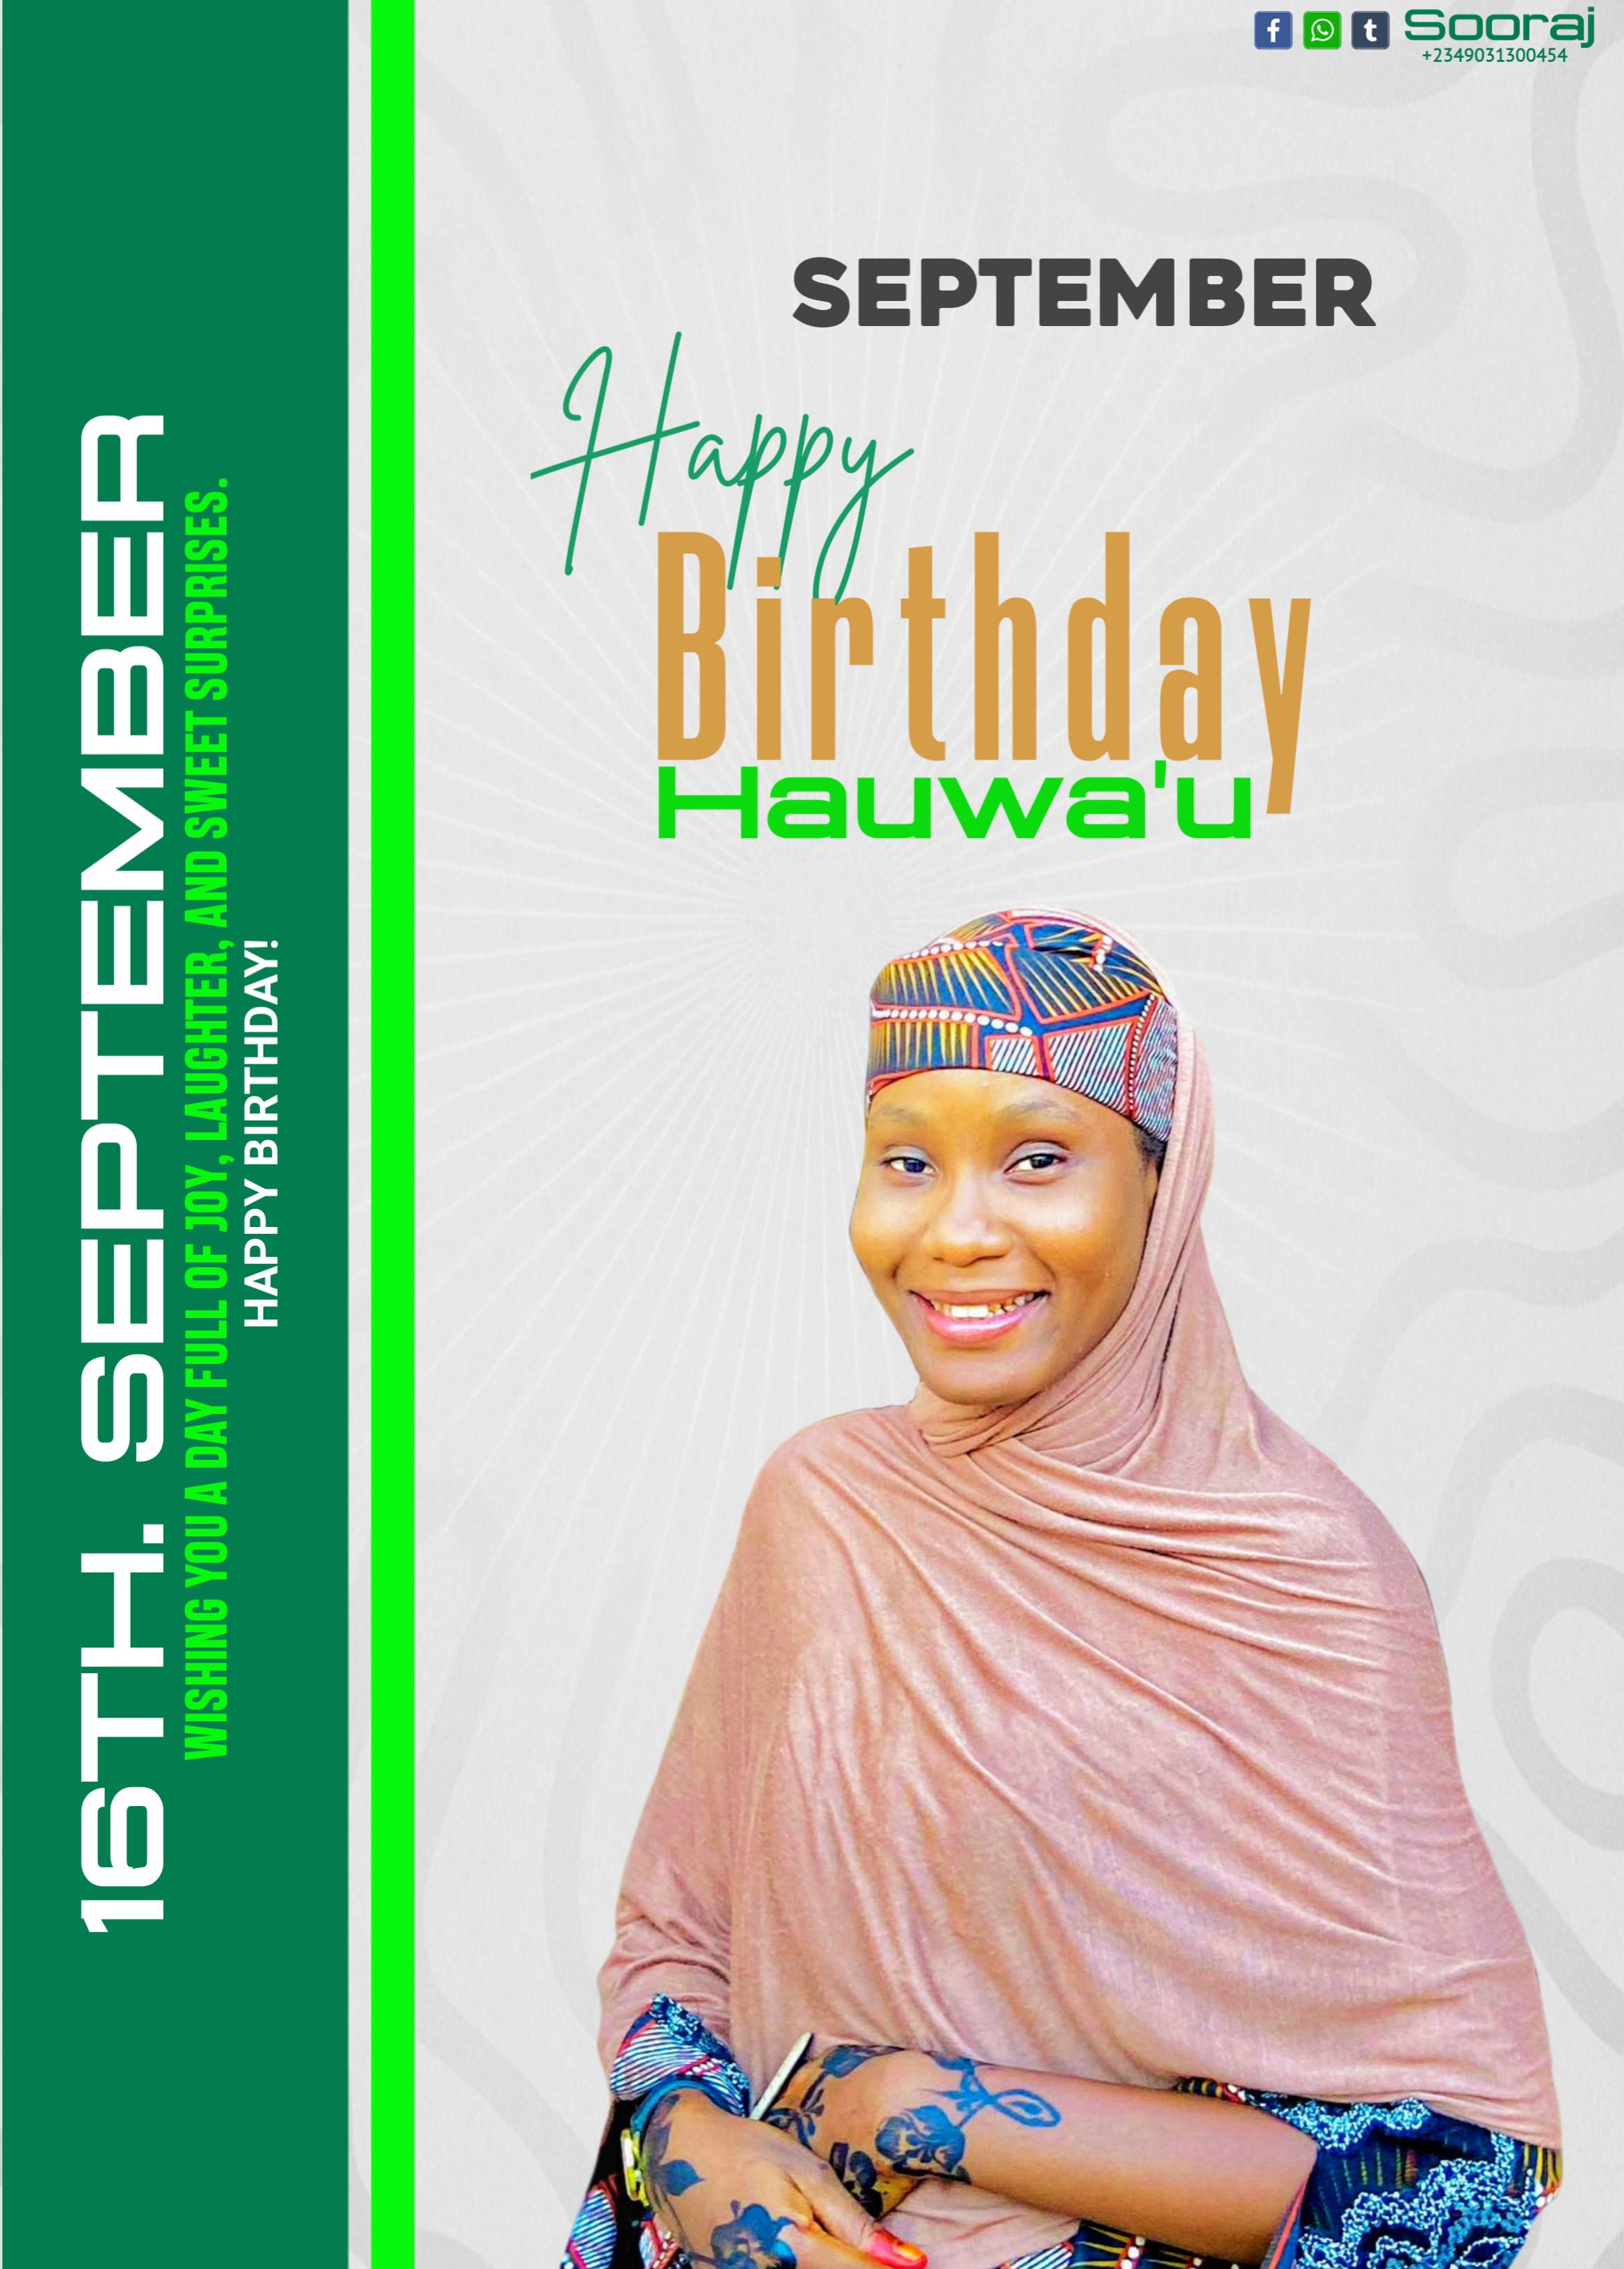 f t Sooraj
+2349031300454
SEPTEMBER
Happy
Birthday
Hauwa'u
16TH. SEPTEMBER
WISHING YOU A DAY FULL OF JOY, LAUGHTER, AND SWEET SURPRISES.
HAPPY BIRTHDAY!